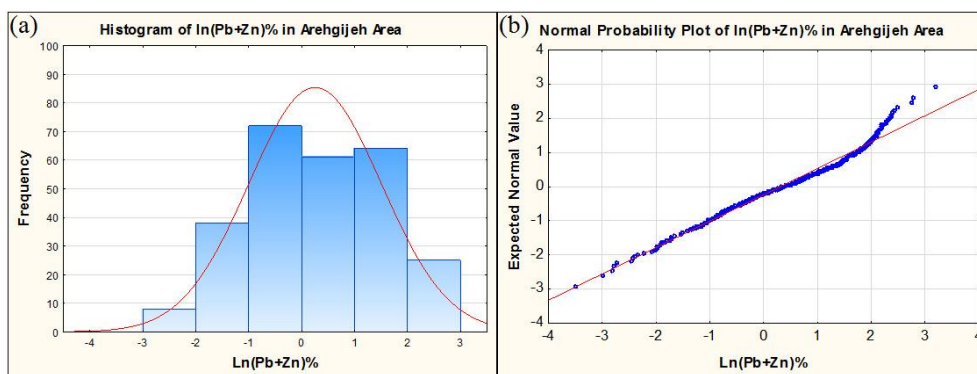 (a)
Histogram of ln(Pb+Zn)% in Arehgijeh Area
100
90
80
70
60
50
40
30
20
10
0
Frequency
-4 -3 -2 -1 0 1 2 3
Ln(Pb+Zn)%
(b)
Normal Probability Plot of ln(Pb+Zn)% in Arehgijeh Area
4
3
2
1
0
-1
-2
-3
-4
Expected Normal Value
-4 -3 -2 -1 0 1 2 3 4
Ln(Pb+Zn)%